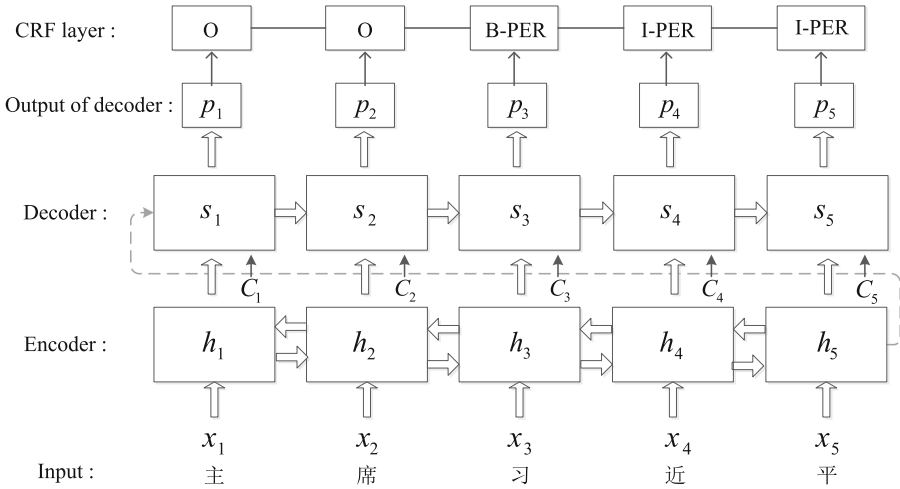 CRF layer : O O B-PER I-PER I-PER
Output of decoder : p1 p2 p3 p4 p5
Decoder : s1 s2 s3 s4 s5
C1 C2 C3 C4 C5
Encoder : h1 h2 h3 h4 h5
x1 x2 x3 x4 x5
Input : 主 席 习 近 平